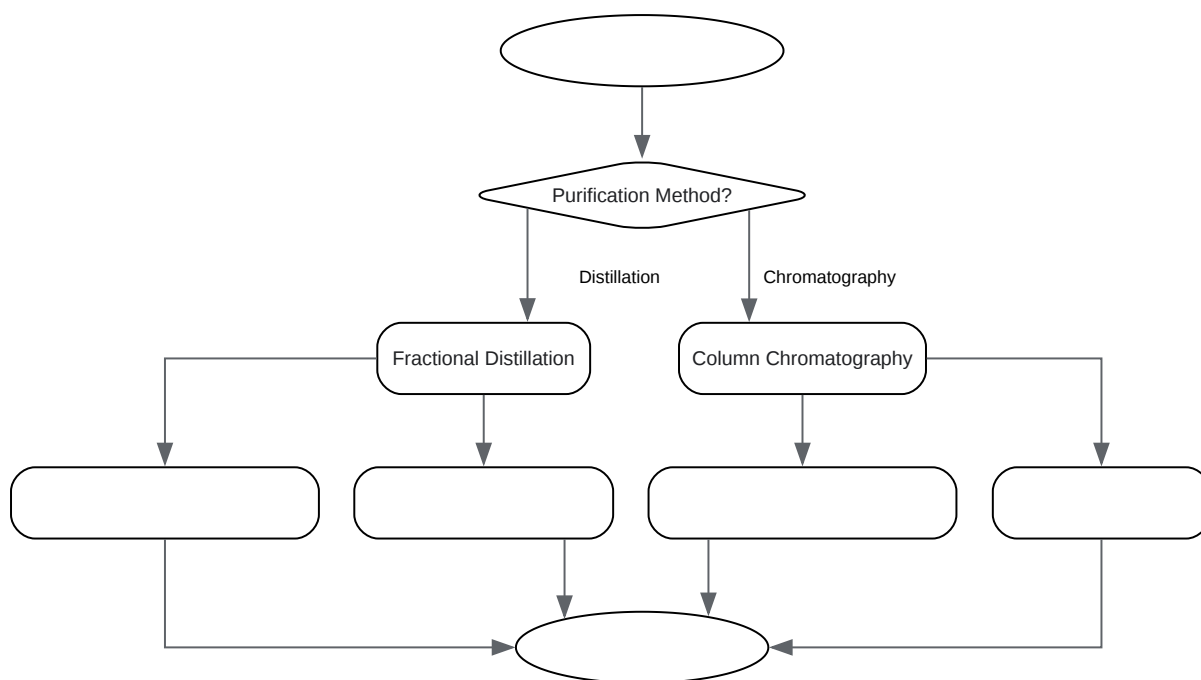 Purification Method?
Distillation
Chromatography
Fractional Distillation
Column Chromatography